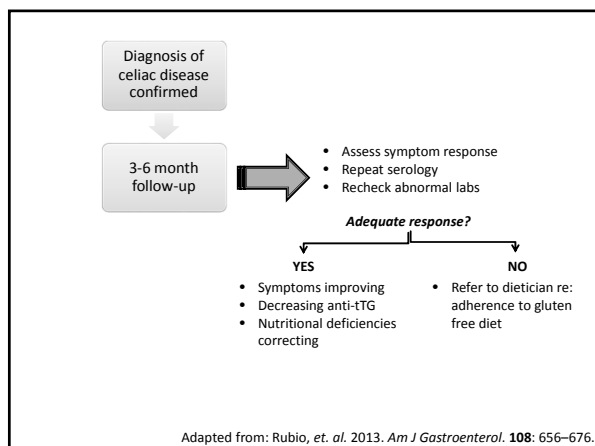 Diagnosis of
celiac disease
confirmed
3-6 month
follow-up
• Assess symptom response
• Repeat serology
• Recheck abnormal labs
Adequate response?
YES
• Symptoms improving
• Decreasing anti-tTG
• Nutritional deficiencies
correcting
NO
• Refer to dietician re:
adherence to gluten
free diet
Adapted from: Rubio, et. al. 2013. Am J Gastroenterol. 108: 656–676.